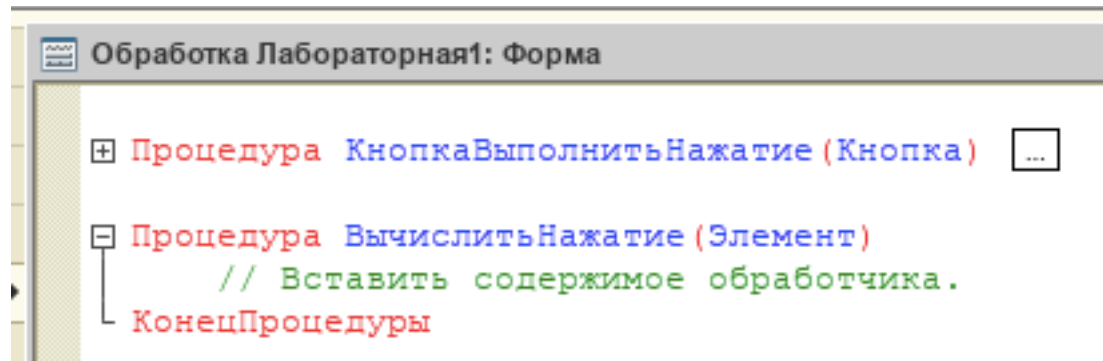 Обработка Лабораторная1: Форма
Процедура КнопкаВыполнитьНажатие(Кнопка) ...
Процедура ВычислитьНажатие(Элемент)
// Вставить содержимое обработчика.
КонецПроцедуры